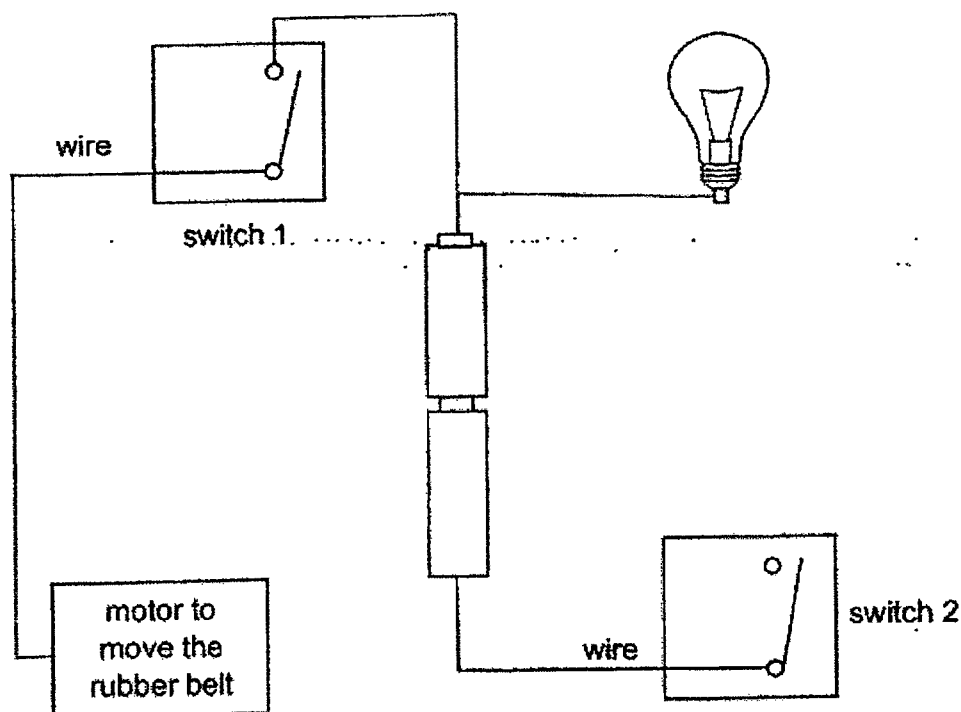 wire
switch 1
motor to
move the
rubber belt
wire
switch 2